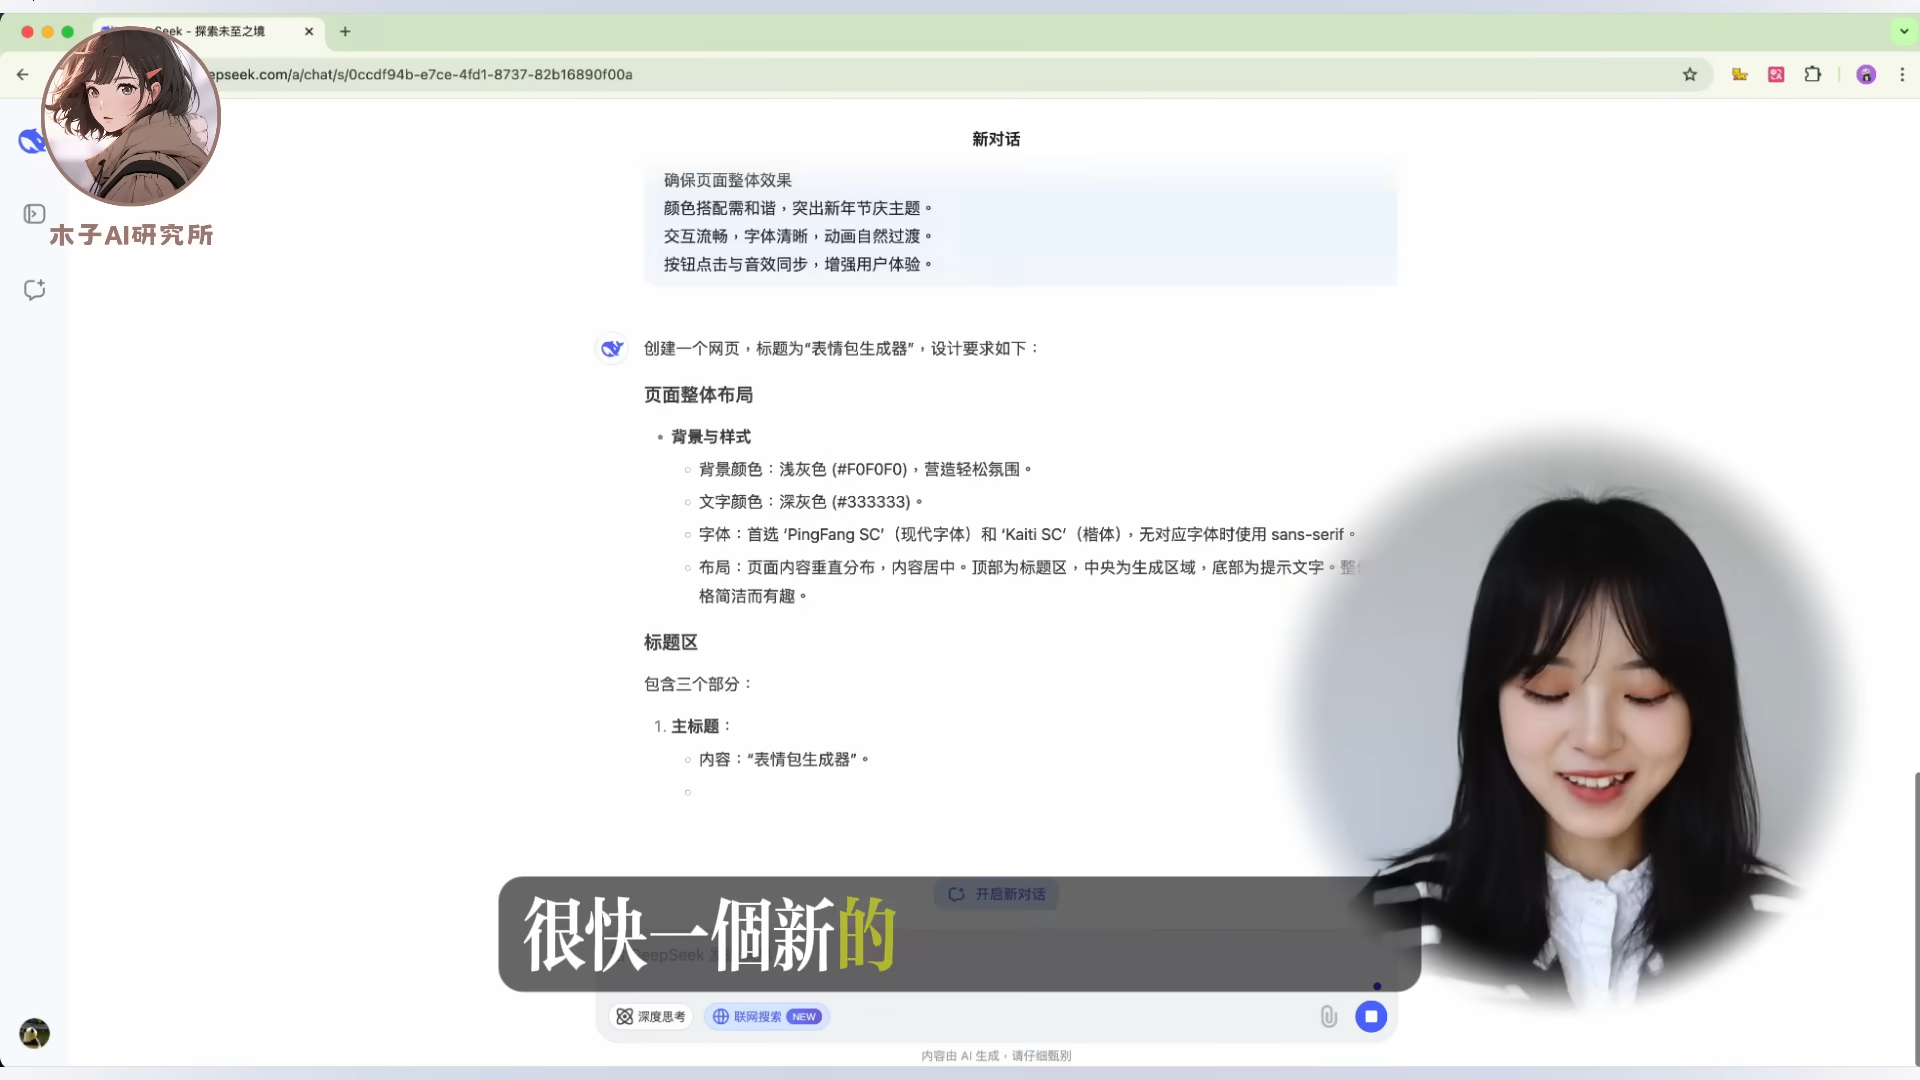 Seek - 探索未至之境
epseek.com/a/chat/s/0ccdf94b-e7ce-4fd1-8737-82b16890f00a
木子AI研究所
新对话
确保页面整体效果
颜色搭配需和谐，突出新年节庆主题。
交互流畅，字体清晰，动画自然过渡。
按钮点击与音效同步，增强用户体验。
创建一个网页，标题为“表情包生成器”，设计要求如下：
页面整体布局
背景与样式
背景颜色：浅灰色 (#F0F0F0)，营造轻松氛围。
文字颜色：深灰色 (#333333)。
字体：首选 ‘PingFang SC’（现代字体）和 ‘Kaiti SC’（楷体），无对应字体时使用 sans-serif。
布局：页面内容垂直分布，内容居中。顶部为标题区，中央为生成区域，底部为提示文字。整
格简洁而有趣。
标题区
包含三个部分：
1. 主标题：
内容：“表情包生成器”。
开启新对话
很快一個新的
DeepSeek
深度思考 联网搜索 NEW
内容由 AI 生成，请仔细甄别